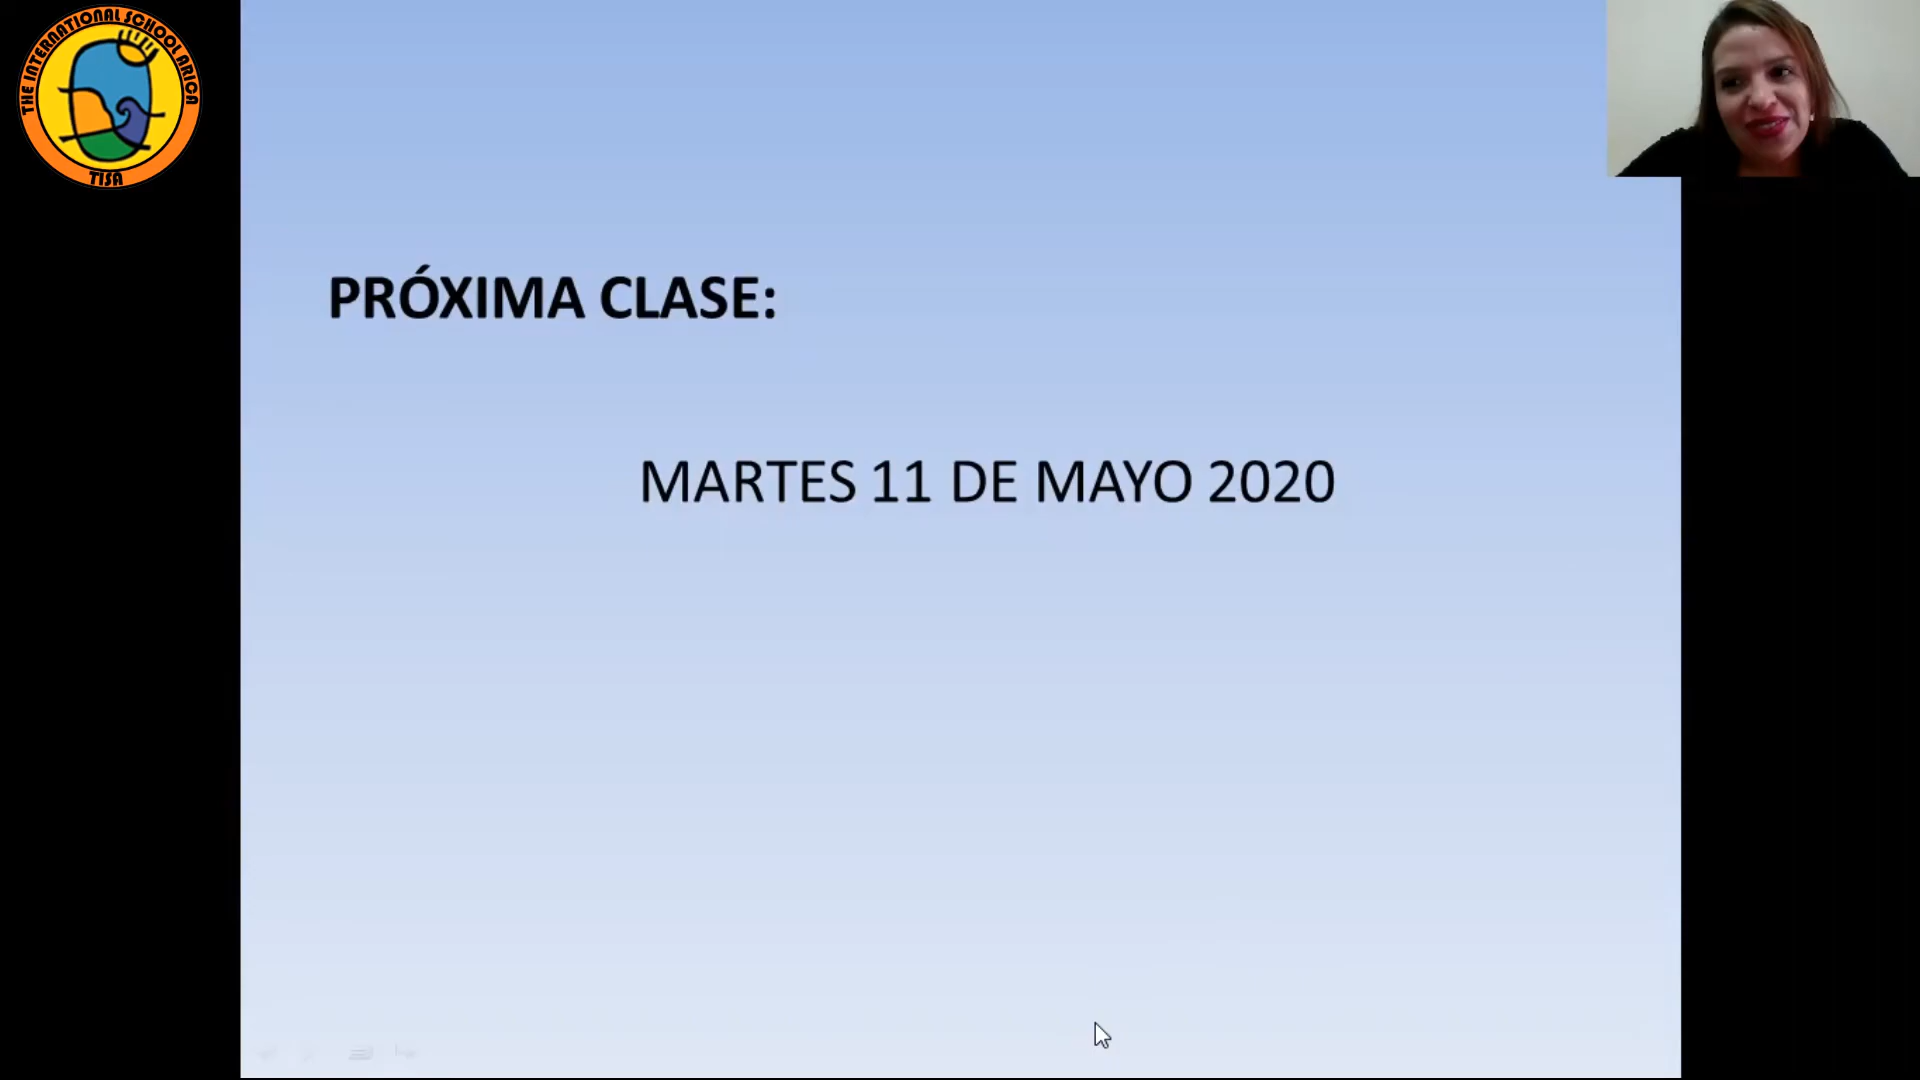 THE INTERNATIONAL SCHOOL ARICA
TISA
PRÓXIMA CLASE:
MARTES 11 DE MAYO 2020